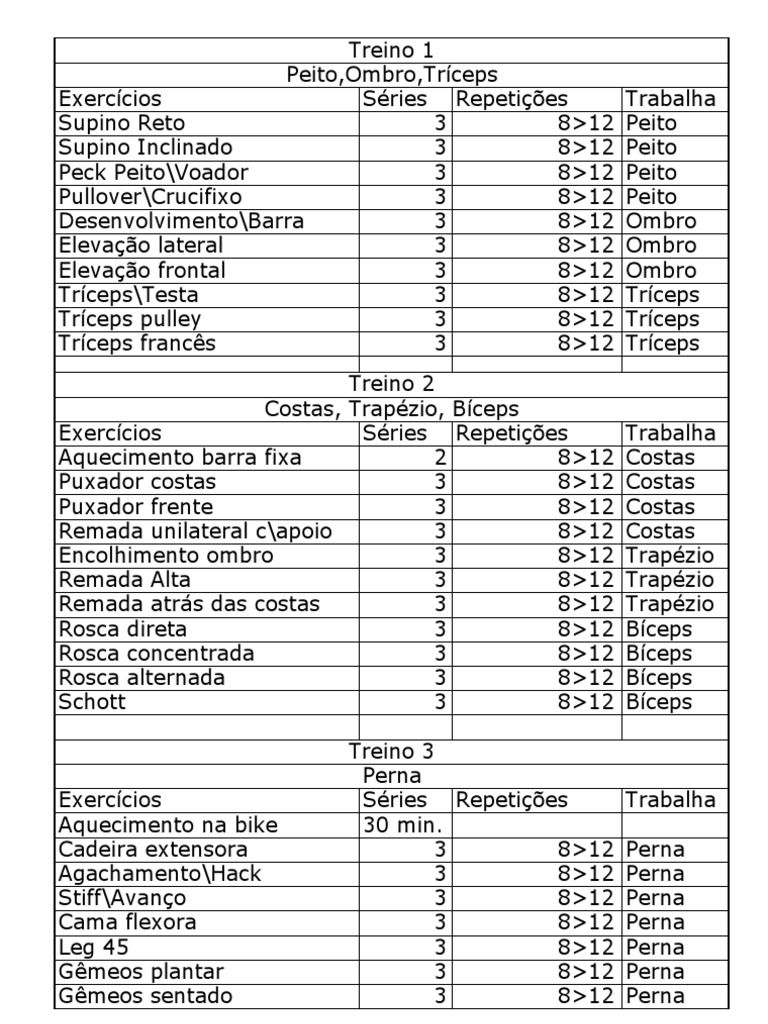 Treino 1
Peito,Ombro,Tríceps
Exercícios Séries Repetições Trabalha
Supino Reto 3 8>12 Peito
Supino Inclinado 3 8>12 Peito
Peck Peito\Voador 3 8>12 Peito
Pullover\Crucifixo 3 8>12 Peito
Desenvolvimento\Barra 3 8>12 Ombro
Elevação lateral 3 8>12 Ombro
Elevação frontal 3 8>12 Ombro
Tríceps\Testa 3 8>12 Tríceps
Tríceps pulley 3 8>12 Tríceps
Tríceps francês 3 8>12 Tríceps
Treino 2
Costas, Trapézio, Bíceps
Exercícios Séries Repetições Trabalha
Aquecimento barra fixa 2 8>12 Costas
Puxador costas 3 8>12 Costas
Puxador frente 3 8>12 Costas
Remada unilateral c\apoio 3 8>12 Costas
Encolhimento ombro 3 8>12 Trapézio
Remada Alta 3 8>12 Trapézio
Remada atrás das costas 3 8>12 Trapézio
Rosca direta 3 8>12 Bíceps
Rosca concentrada 3 8>12 Bíceps
Rosca alternada 3 8>12 Bíceps
Schott 3 8>12 Bíceps
Treino 3
Perna
Exercícios Séries Repetições Trabalha
Aquecimento na bike 30 min.
Cadeira extensora 3 8>12 Perna
Agachamento\Hack 3 8>12 Perna
Stiff\Avanço 3 8>12 Perna
Cama flexora 3 8>12 Perna
Leg 45 3 8>12 Perna
Gêmeos plantar 3 8>12 Perna
Gêmeos sentado 3 8>12 Perna